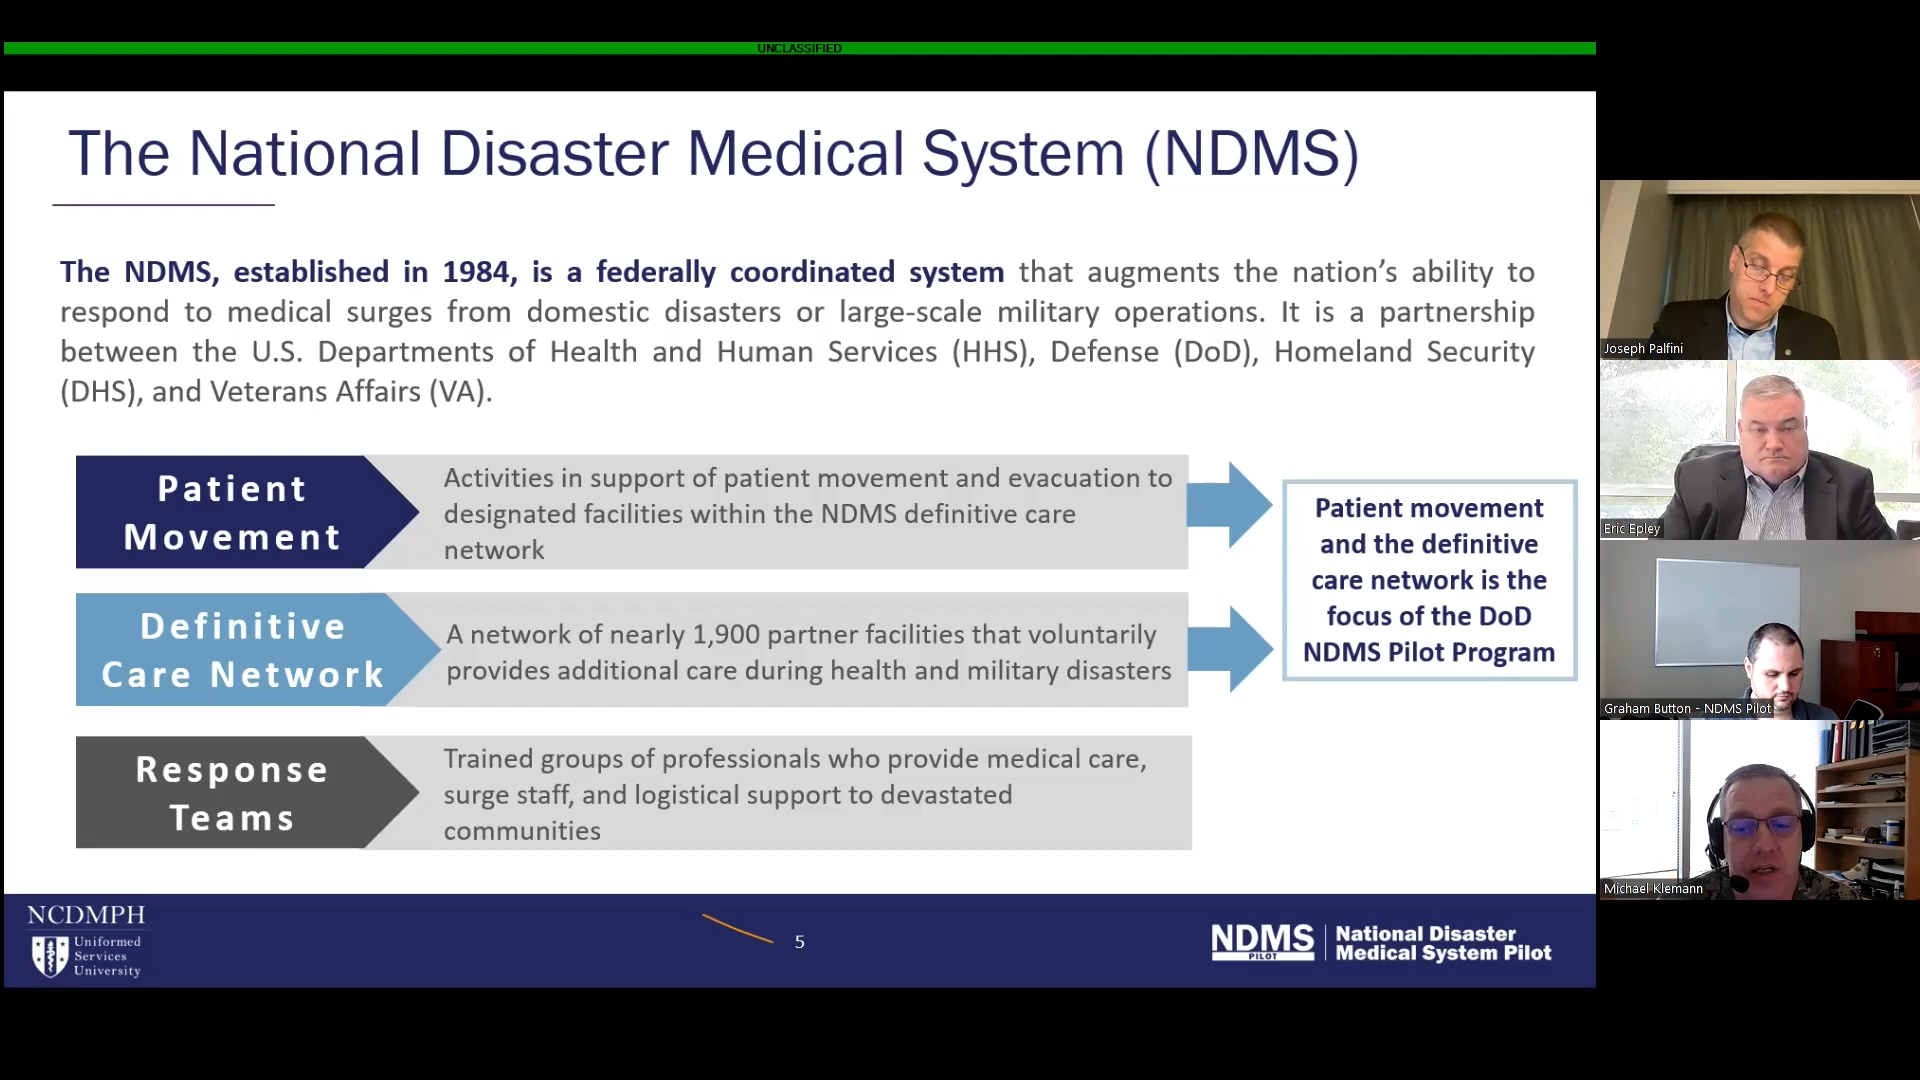 UNCLASSIFIED
The National Disaster Medical System (NDMS)
The NDMS, established in 1984, is a federally coordinated system that augments the nation's ability to
respond to medical surges from domestic disasters or large-scale military operations. It is a partnership
between the U.S. Departments of Health and Human Services (HHS), Defense (DoD), Homeland Security
(DHS), and Veterans Affairs (VA).
Patient
Movement
Activities in support of patient movement and evacuation to
designated facilities within the NDMS definitive care
network
Definitive
Care Network
A network of nearly 1,900 partner facilities that voluntarily
provides additional care during health and military disasters
Response
Teams
Trained groups of professionals who provide medical care,
surge staff, and logistical support to devastated
communities
Patient movement
and the definitive
care network is the
focus of the DoD
NDMS Pilot Program
NCDMPH
Uniformed
Services
University
5
NDMS
PILOT
National Disaster
Medical System Pilot
Joseph Palfini
Eric Epley
Graham Button - NDMS Pilot
Michael Klemann